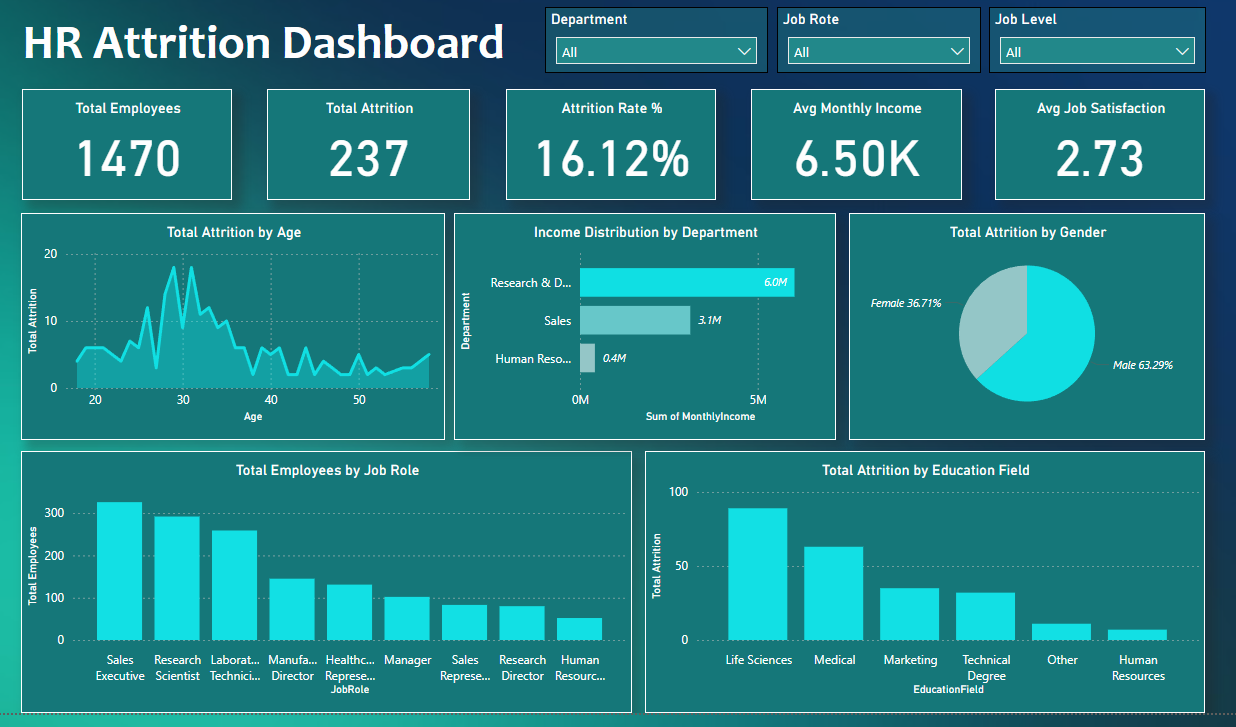 HR Attrition Dashboard
Department
All
Job Rote
All
Job Level
All
Total Employees
1470
Total Attrition
237
Attrition Rate %
16.12%
Avg Monthly Income
6.50K
Avg Job Satisfaction
2.73
Total Attrition by Age
Total Attrition
20
10
0
20 30 40 50
Age
Income Distribution by Department
Department
Research & D... 6.0M
Sales 3.1M
Human Reso... 0.4M
0M 5M
Sum of MonthlyIncome
Total Attrition by Gender
Female 36.71%
Male 63.29%
Total Employees by Job Role
Total Employees
300
200
100
0
Sales Research Laborat... Manufa... Healthc... Manager Sales Research Human
Executive Scientist Technici... Director Represe... Represe... Director Resourc...
JobRole
Total Attrition by Education Field
Total Attrition
100
50
0
Life Sciences Medical Marketing Technical Other Human
Degree Resources
EducationField